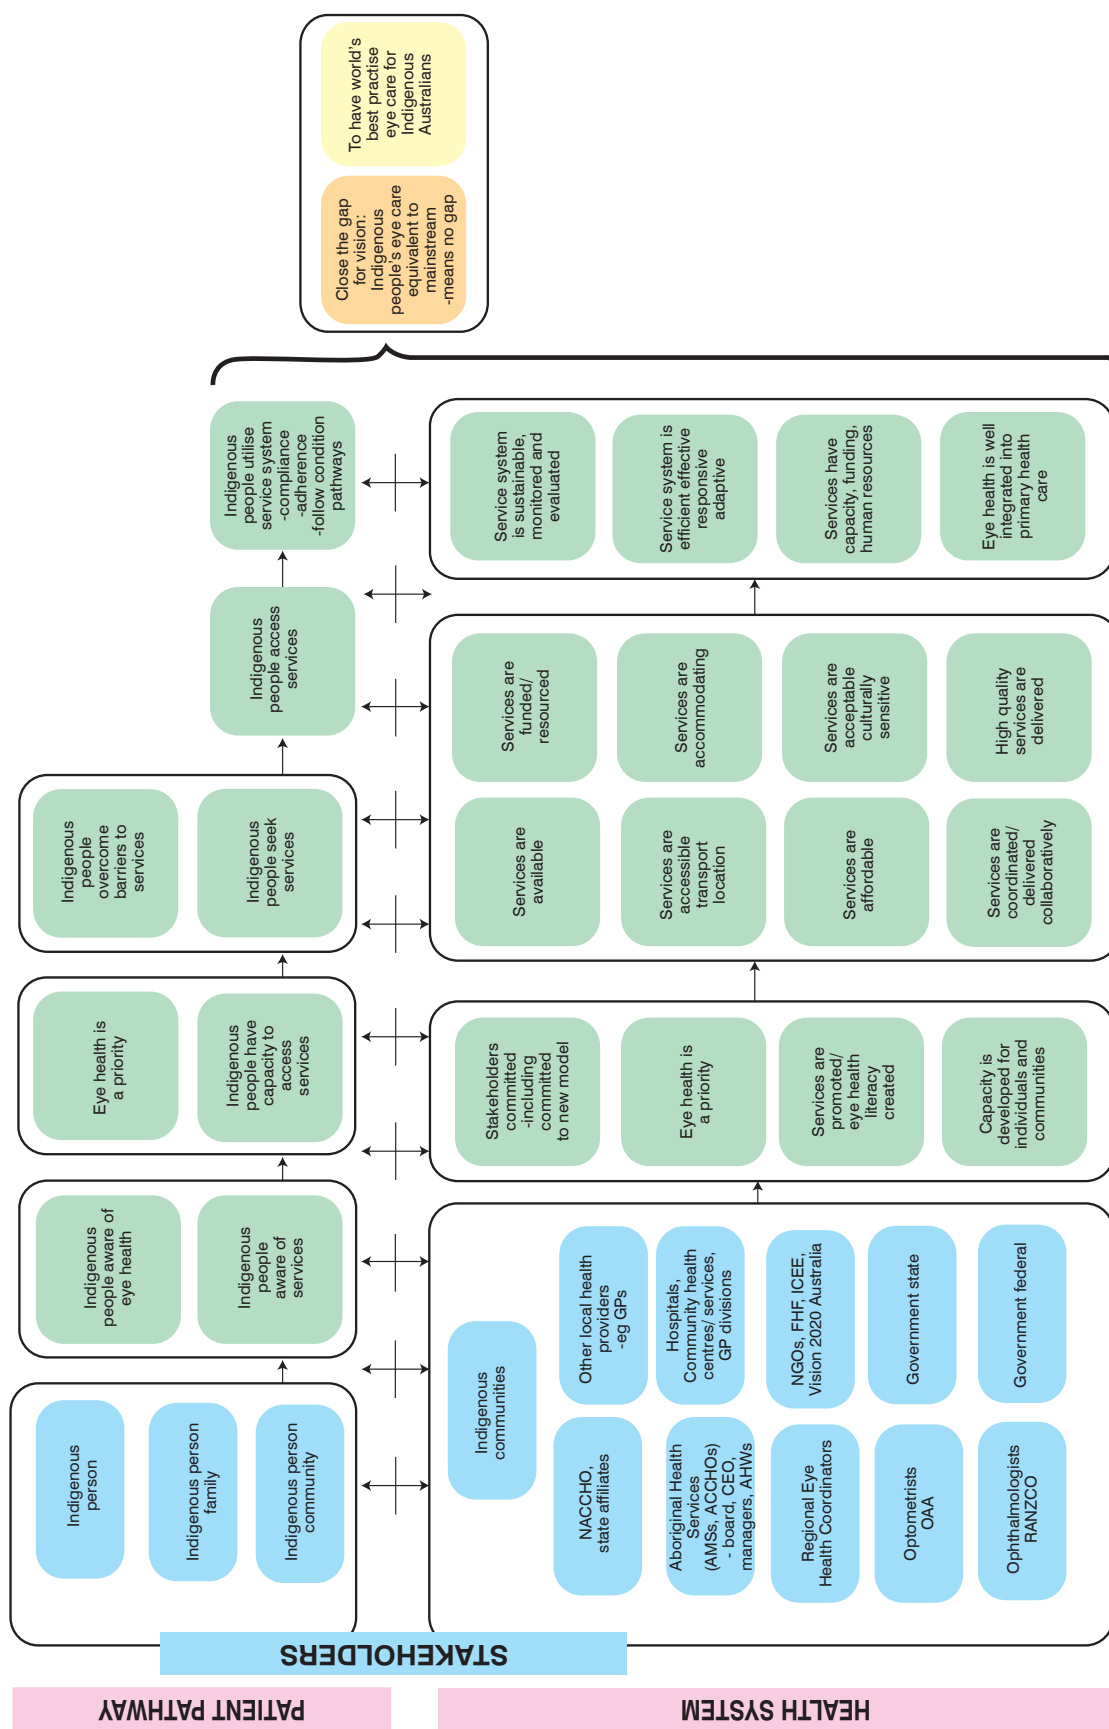 PATIENT PATHWAY
STAKEHOLDERS
Indigenous
person
Indigenous person
family
Indigenous person
community
Indigenous
people aware of
eye health
Indigenous
people
aware of
services
Eye health is
a priority
Indigenous
people have
capacity to
access
services
Indigenous
people
overcome
barriers to
services
Indigenous
people seek
services
Indigenous
people access
services
Indigenous
people utilise
service system
-compliance
-adherence
-follow condition
pathways
Close the gap
for vision:
Indigenous
people's eye care
equivalent to
mainstream
-means no gap
To have world's
best practise
eye care for
Indigenous
Australians
HEALTH SYSTEM
Indigenous
communities
NACCHO,
state affiliates
Other local health
providers
-eg GPs
Aboriginal Health
Services
(AMSs, ACCHOs)
- board, CEO,
managers, AHWs
Hospitals,
Community health
centres/ services,
GP divisions
Regional Eye
Health Coordinators
NGOs, FHF, ICEE,
Vision 2020 Australia
Optometrists
OAA
Government state
Ophthalmologists
RANZCO
Government federal
Stakeholders
committed
-including
committed
to new model
Eye health is
a priority
Services are
promoted/
eye health
literacy
created
Capacity is
developed for
individuals and
communities
Services are
available
Services are
funded/
resourced
Services are
accessible
transport
location
Services are
accommodating
Services are
affordable
Services are
acceptable
culturally
sensitive
Services are
coordinated/
delivered
collaboratively
High quality
services are
delivered
Service system
is sustainable,
monitored and
evaluated
Service system is
efficient effective
responsive
adaptive
Services have
capacity, funding,
human resources
Eye health is well
integrated into
primary health
care